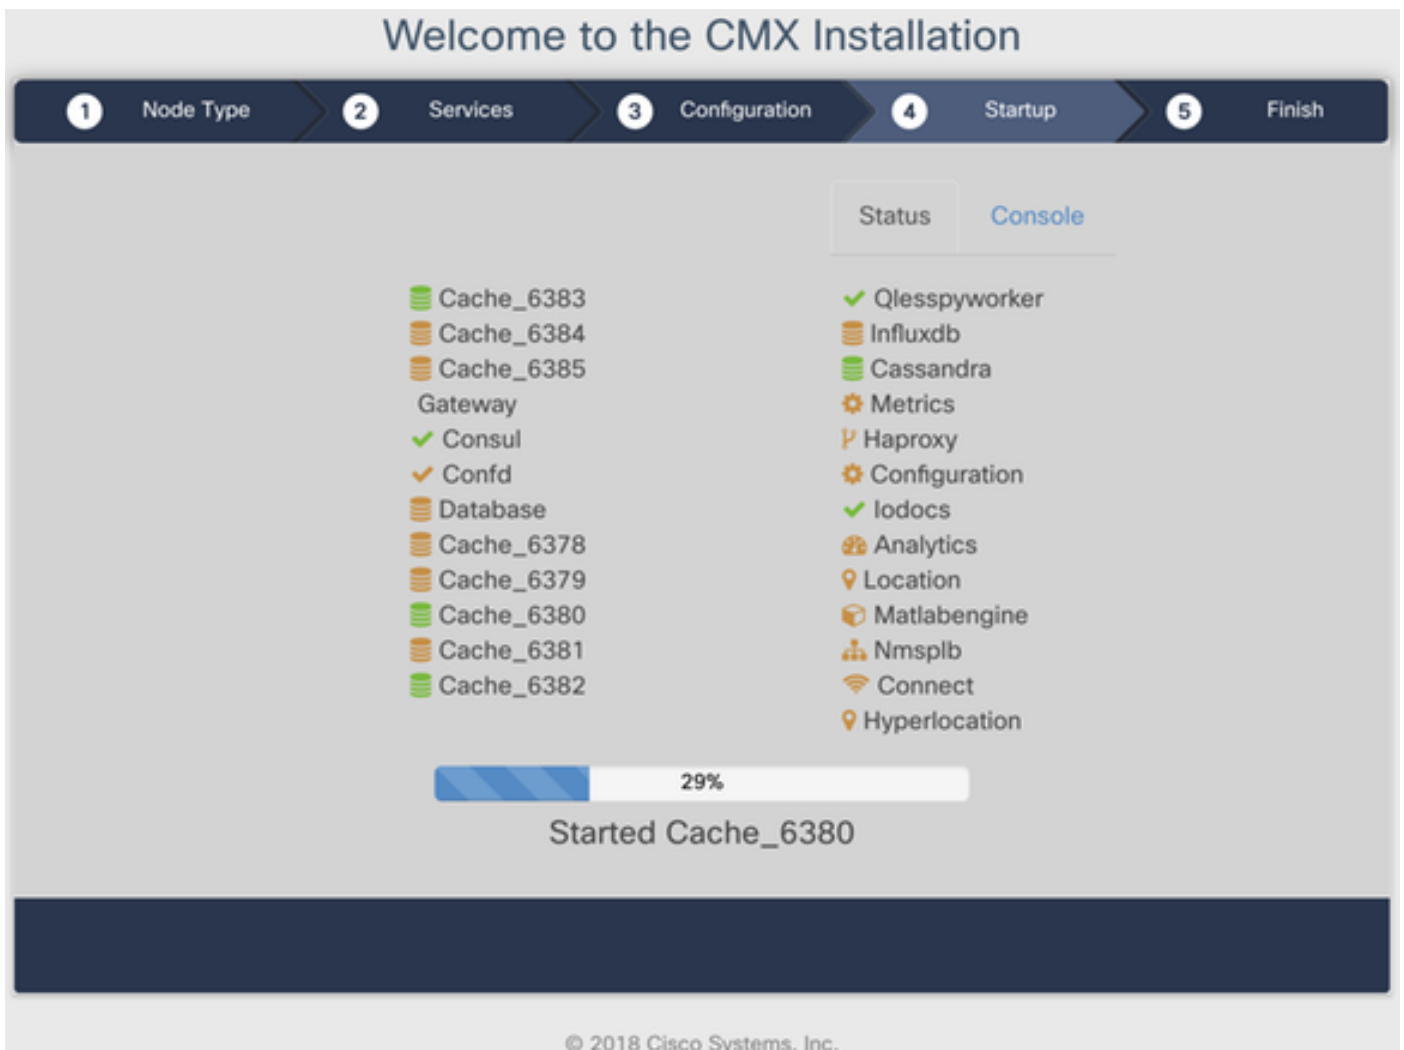 Welcome to the CMX Installation
1 Node Type 2 Services 3 Configuration 4 Startup 5 Finish
Status Console
Cache_6383
Cache_6384
Cache_6385
Gateway
Consul
Confd
Database
Cache_6378
Cache_6379
Cache_6380
Cache_6381
Cache_6382
Qlesspyworker
Influxdb
Cassandra
Metrics
Haproxy
Configuration
Iodocs
Analytics
Location
Matlabengine
Nmsplb
Connect
Hyperlocation
29%
Started Cache_6380
© 2018 Cisco Systems, Inc.